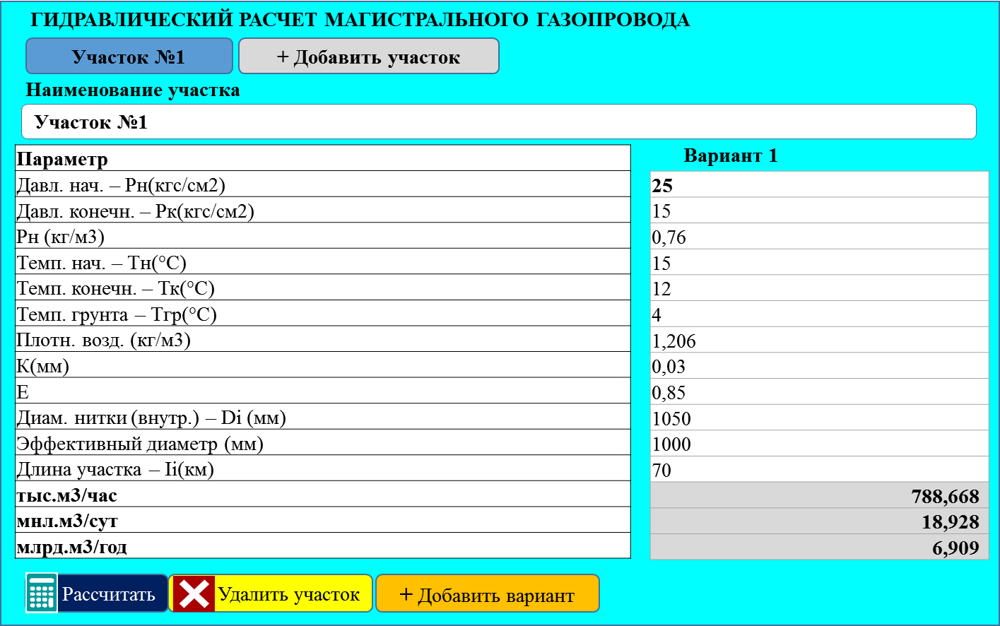 ГИДРАВЛИЧЕСКИЙ РАСЧЕТ МАГИСТРАЛЬНОГО ГАЗОПРОВОДА
Участок №1 + Добавить участок
Наименование участка
Участок №1
Параметр Вариант 1
Давл. нач. – Рн(кгс/см2) 25
Давл. конечн. – Рк(кгс/см2) 15
Рн (кг/м3) 0,76
Темп. нач. – Тн(°С) 15
Темп. конечн. – Тк(°С) 12
Темп. грунта – Тгр(°С) 4
Плотн. возд. (кг/м3) 1,206
К(мм) 0,03
Е 0,85
Диам. нитки (внутр.) – Di (мм) 1050
Эффективный диаметр (мм) 1000
Длина участка – Ii(км) 70
тыс.м3/час 788,668
мнл.м3/сут 18,928
млрд.м3/год 6,909
Рассчитать Удалить участок + Добавить вариант